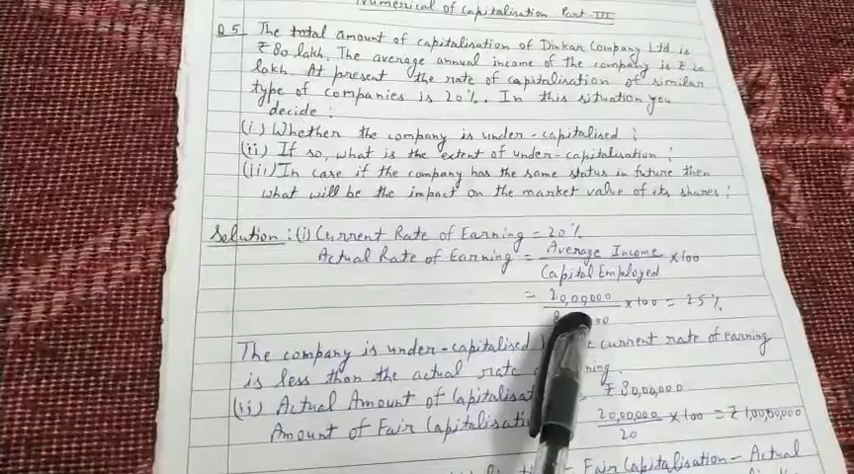 Numerical of Capitalisation Part III
Q5 The total amount of capitalisation of Dinkar Company Ltd is
₹ 80 lakh. The average annual income of the company is ₹ 20
lakh. At present the rate of capitalisation of similar
type of companies is 20%. In this situation you
decide :
(i) Whether the company is under-capitalised ;
(ii) If so, what is the extent of under-capitalisation ;
(iii) In case if the company has the same status in future then
what will be the impact on the market value of its shares ;
Solution : (i) Current Rate of Earning = 20%
Actual Rate of Earning = Average Income / Capital Employed × 100
= 20,00,000 / 8 00 × 100 = 25%
The company is under-capitalised current rate of earning
is less than the actual rate ning.
(ii) Actual Amount of Capitalisat ₹ 80,00,000
Amount of Fair Capitalisati 20,00,000 / 20 × 100 = ₹ 1,00,00,000
= Fair Capitalisation – Actual